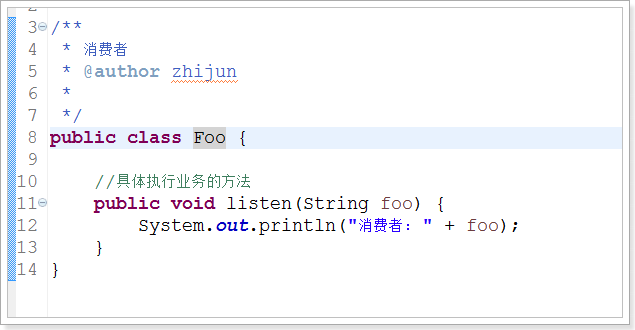 2
3 /**
4  * 消费者
5  * @author zhijun
6  *
7  */
8 public class Foo {
9
10     //具体执行业务的方法
11     public void listen(String foo) {
12         System.out.println("消费者：" + foo);
13     }
14 }